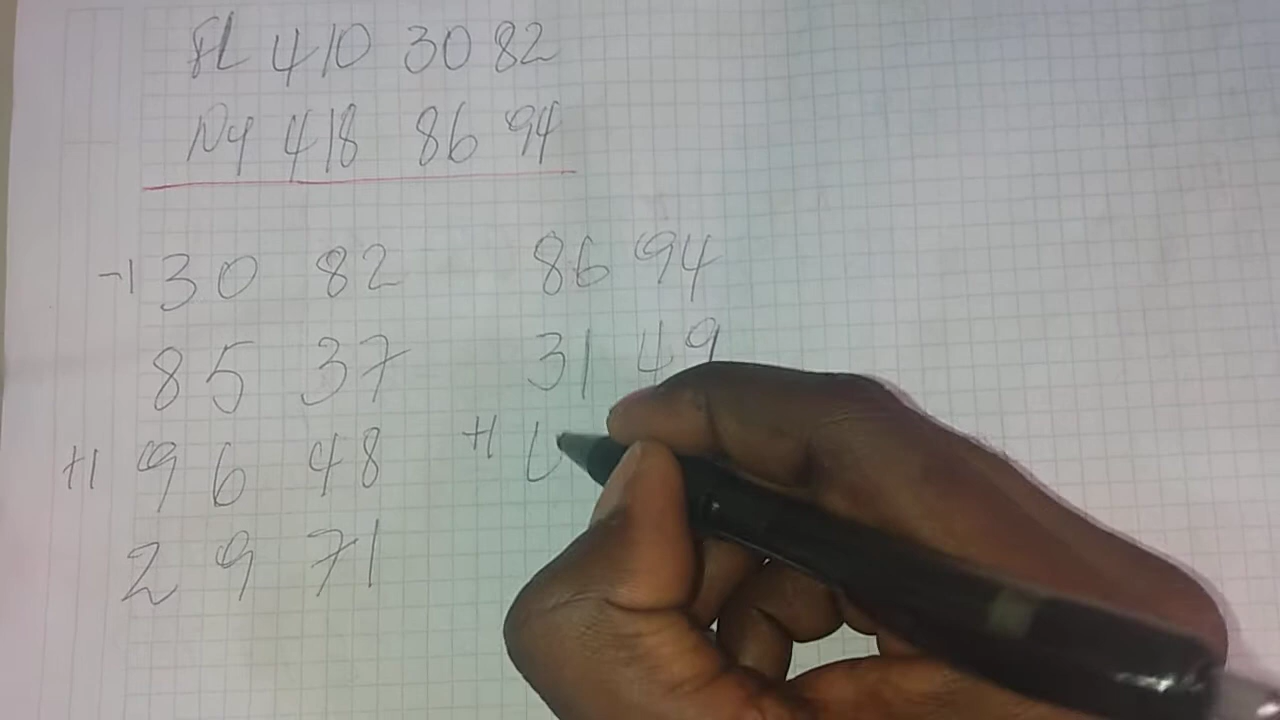 FL 410 30 82
NY 418 86 94
-1 30 82 86 94
85 37 31 49
+1 96 48 +1
29 71